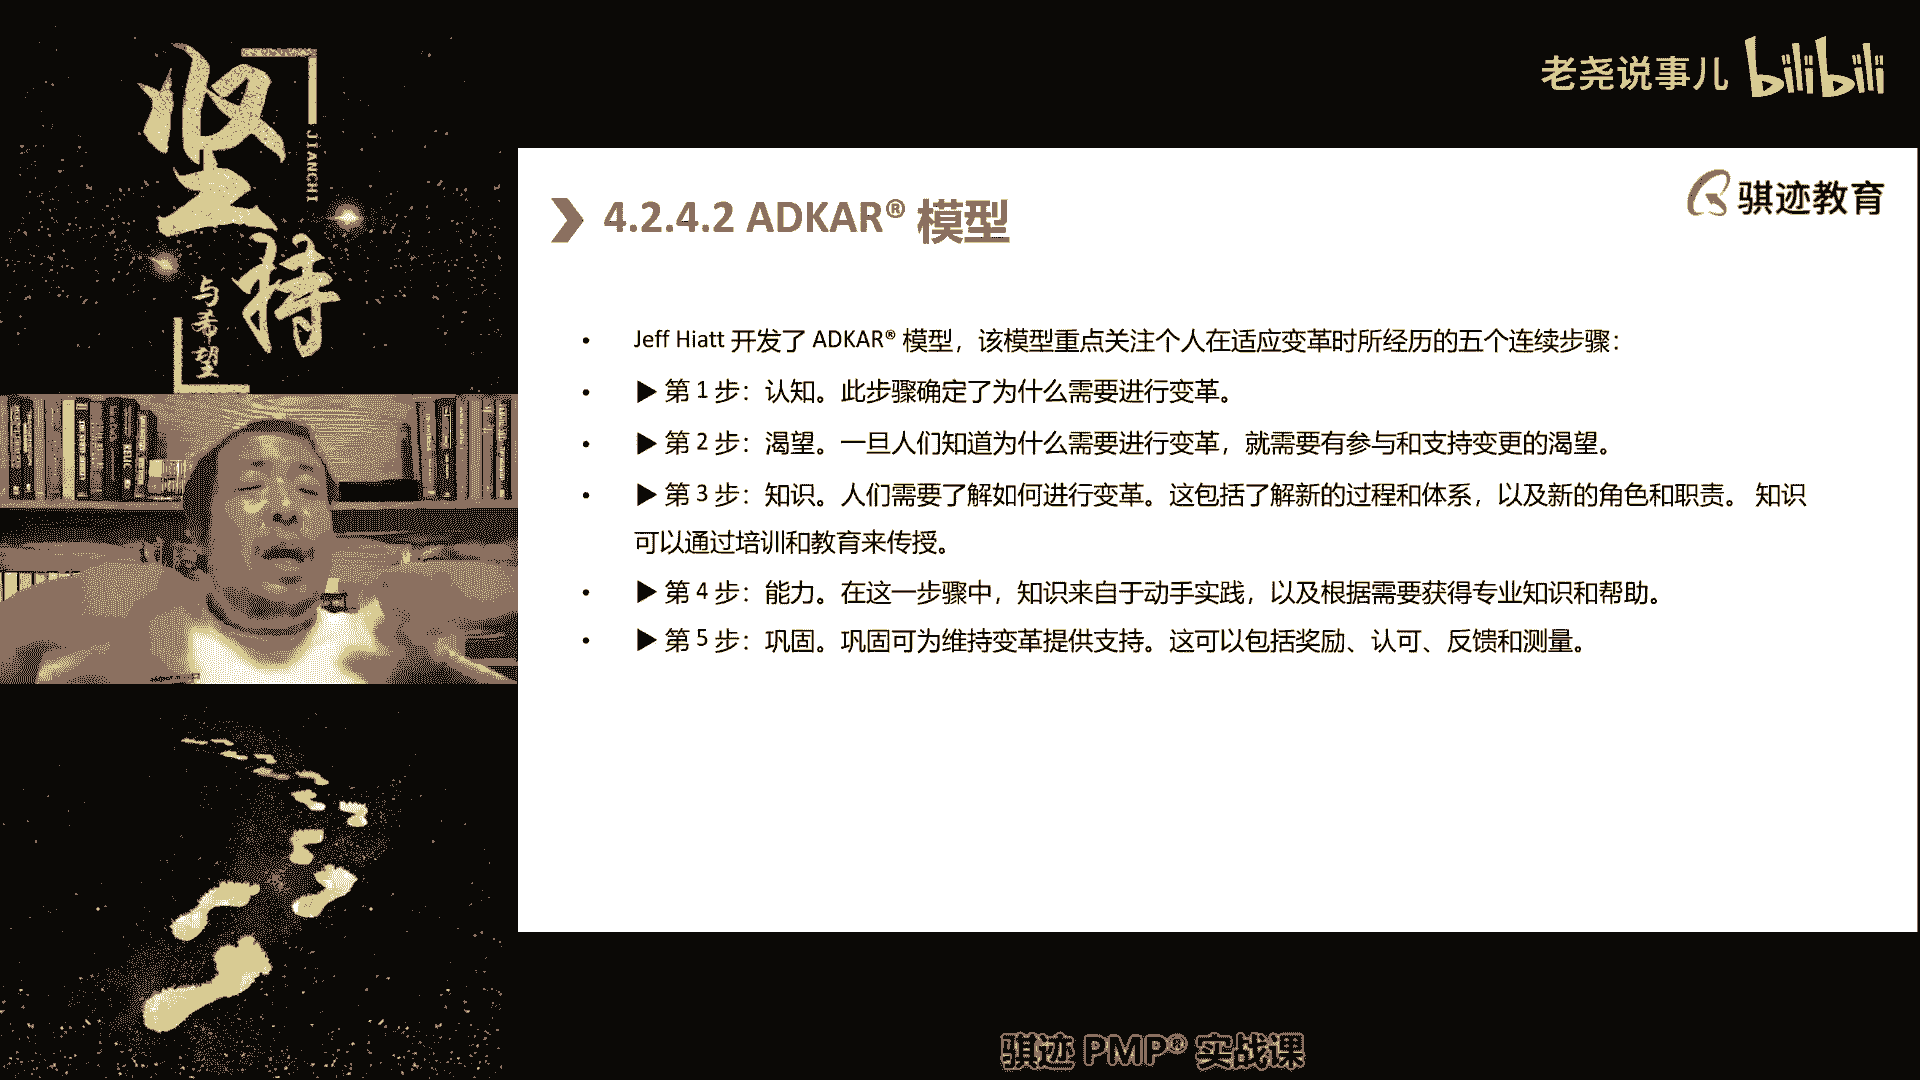 坚持
JIANCHI
与希望
老尧说事儿 bilibili
骐迹教育
4.2.4.2 ADKAR® 模型
• Jeff Hiatt 开发了 ADKAR® 模型，该模型重点关注个人在适应变革时所经历的五个连续步骤：
• ▶ 第 1 步：认知。此步骤确定了为什么需要进行变革。
• ▶ 第 2 步：渴望。一旦人们知道为什么需要进行变革，就需要有参与和支持变更的渴望。
• ▶ 第 3 步：知识。人们需要了解如何进行变革。这包括了解新的过程和体系，以及新的角色和职责。 知识
可以通过培训和教育来传授。
• ▶ 第 4 步：能力。在这一步骤中，知识来自于动手实践，以及根据需要获得专业知识和帮助。
• ▶ 第 5 步：巩固。巩固可为维持变革提供支持。这可以包括奖励、认可、反馈和测量。
骐迹 PMP® 实战课